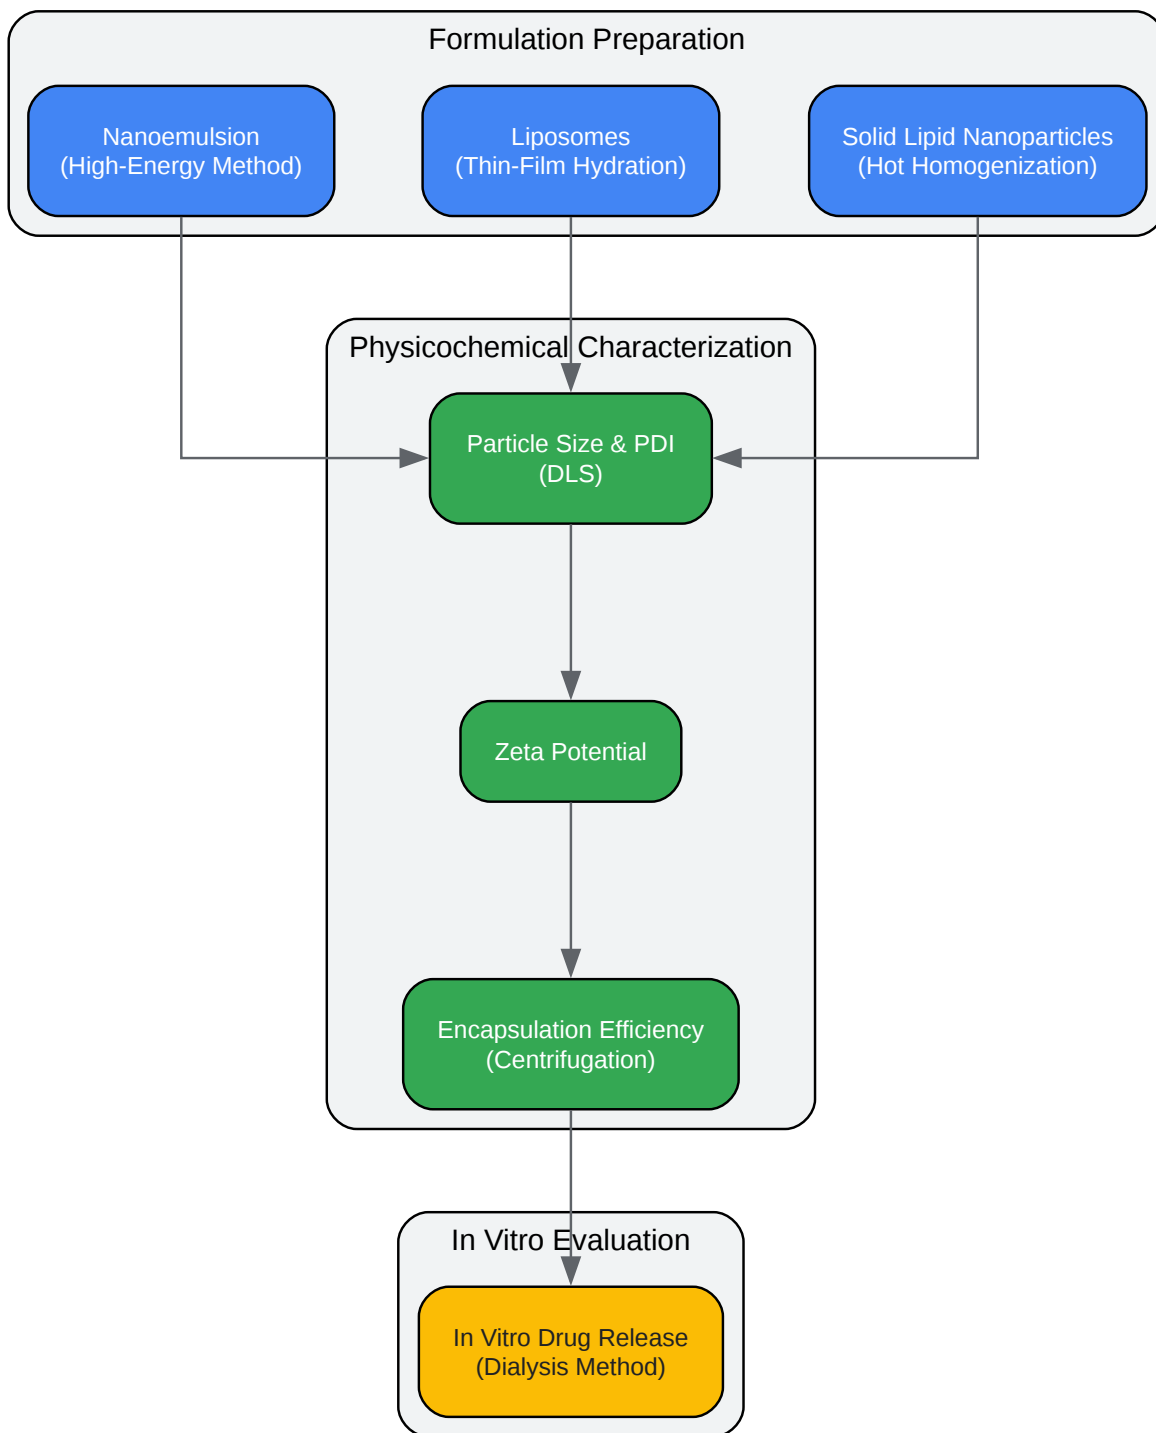 Formulation Preparation
Nanoemulsion
(High-Energy Method)
Liposomes
(Thin-Film Hydration)
Solid Lipid Nanoparticles
(Hot Homogenization)
Physicochemical Characterization
Particle Size & PDI
(DLS)
Zeta Potential
Encapsulation Efficiency
(Centrifugation)
In Vitro Evaluation
In Vitro Drug Release
(Dialysis Method)